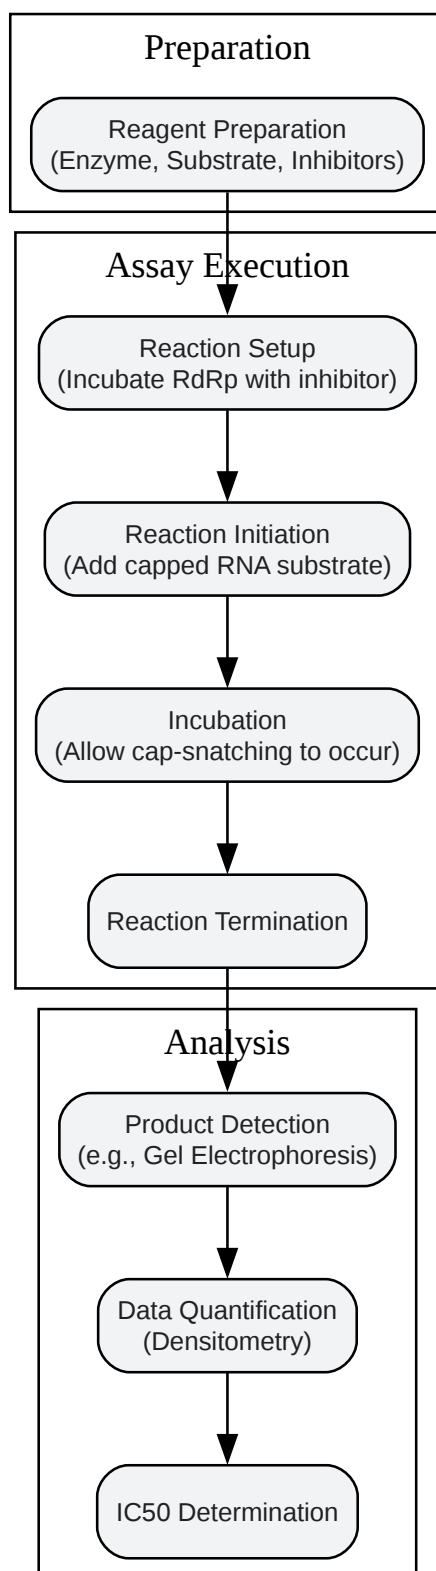 Preparation
Reagent Preparation
(Enzyme, Substrate, Inhibitors)
Assay Execution
Reaction Setup
(Incubate RdRp with inhibitor)
Reaction Initiation
(Add capped RNA substrate)
Incubation
(Allow cap-snatching to occur)
Reaction Termination
Analysis
Product Detection
(e.g., Gel Electrophoresis)
Data Quantification
(Densitometry)
IC50 Determination